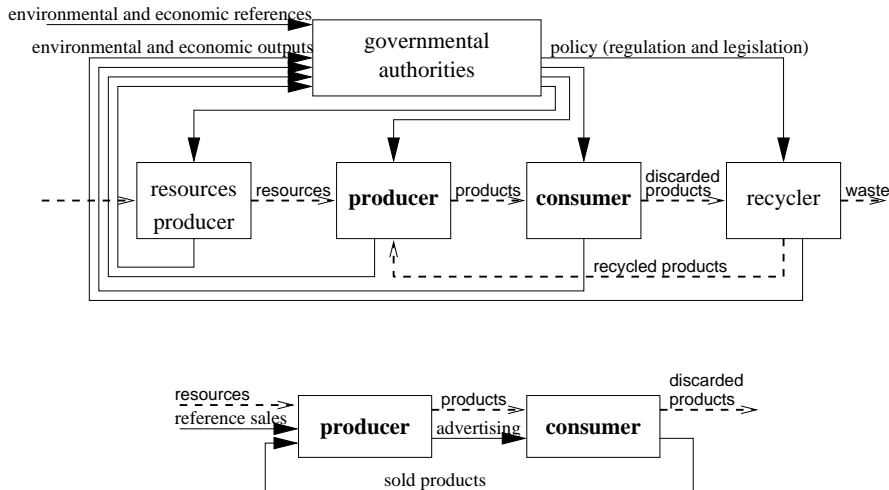 environmental and economic references
environmental and economic outputs
governmental
authorities
policy (regulation and legislation)
resources
producer
resources
producer
products
consumer
discarded
products
recycler
waste
recycled products
resources
reference sales
producer
products
advertising
consumer
discarded
products
sold products